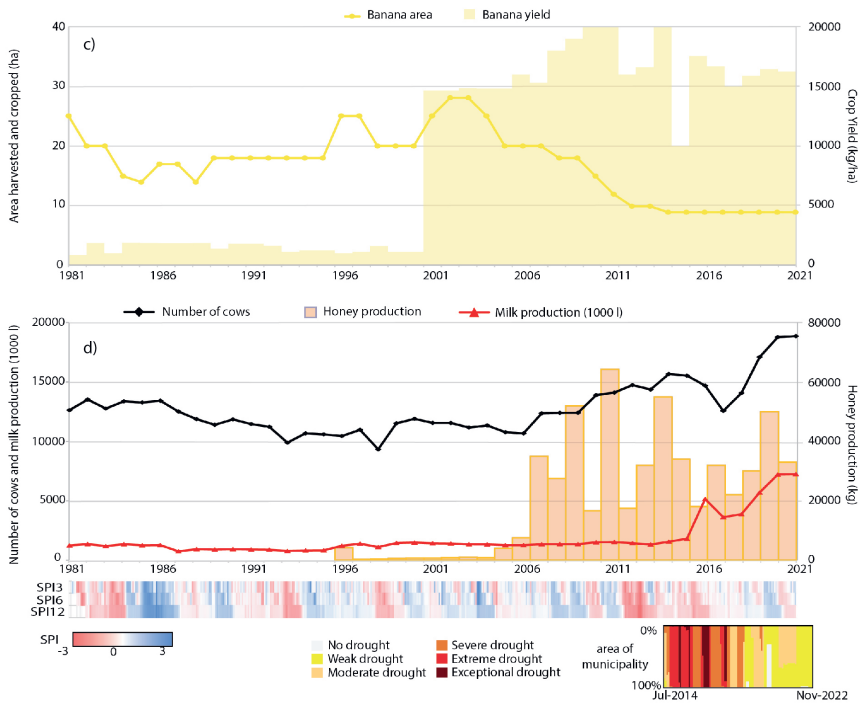 Banana area Banana yield
c)
Area harvested and cropped (ha)
40
30
20
10
0
20000
15000
10000
5000
0
Crop Yield (kg/ha)
1981 1986 1991 1996 2001 2006 2011 2016 2021
Number of cows Honey production Milk production (1000 l)
d)
Number of cows and milk production (1000 l)
20000
15000
10000
5000
0
80000
60000
40000
20000
0
Honey production (kg)
1981 1986 1991 1996 2001 2006 2011 2016 2021
SPI3
SPI6
SPI12
SPI
-3 0 3
No drought
Weak drought
Moderate drought
Severe drought
Extreme drought
Exceptional drought
0%
area of
municipality
100%
Jul-2014 Nov-2022